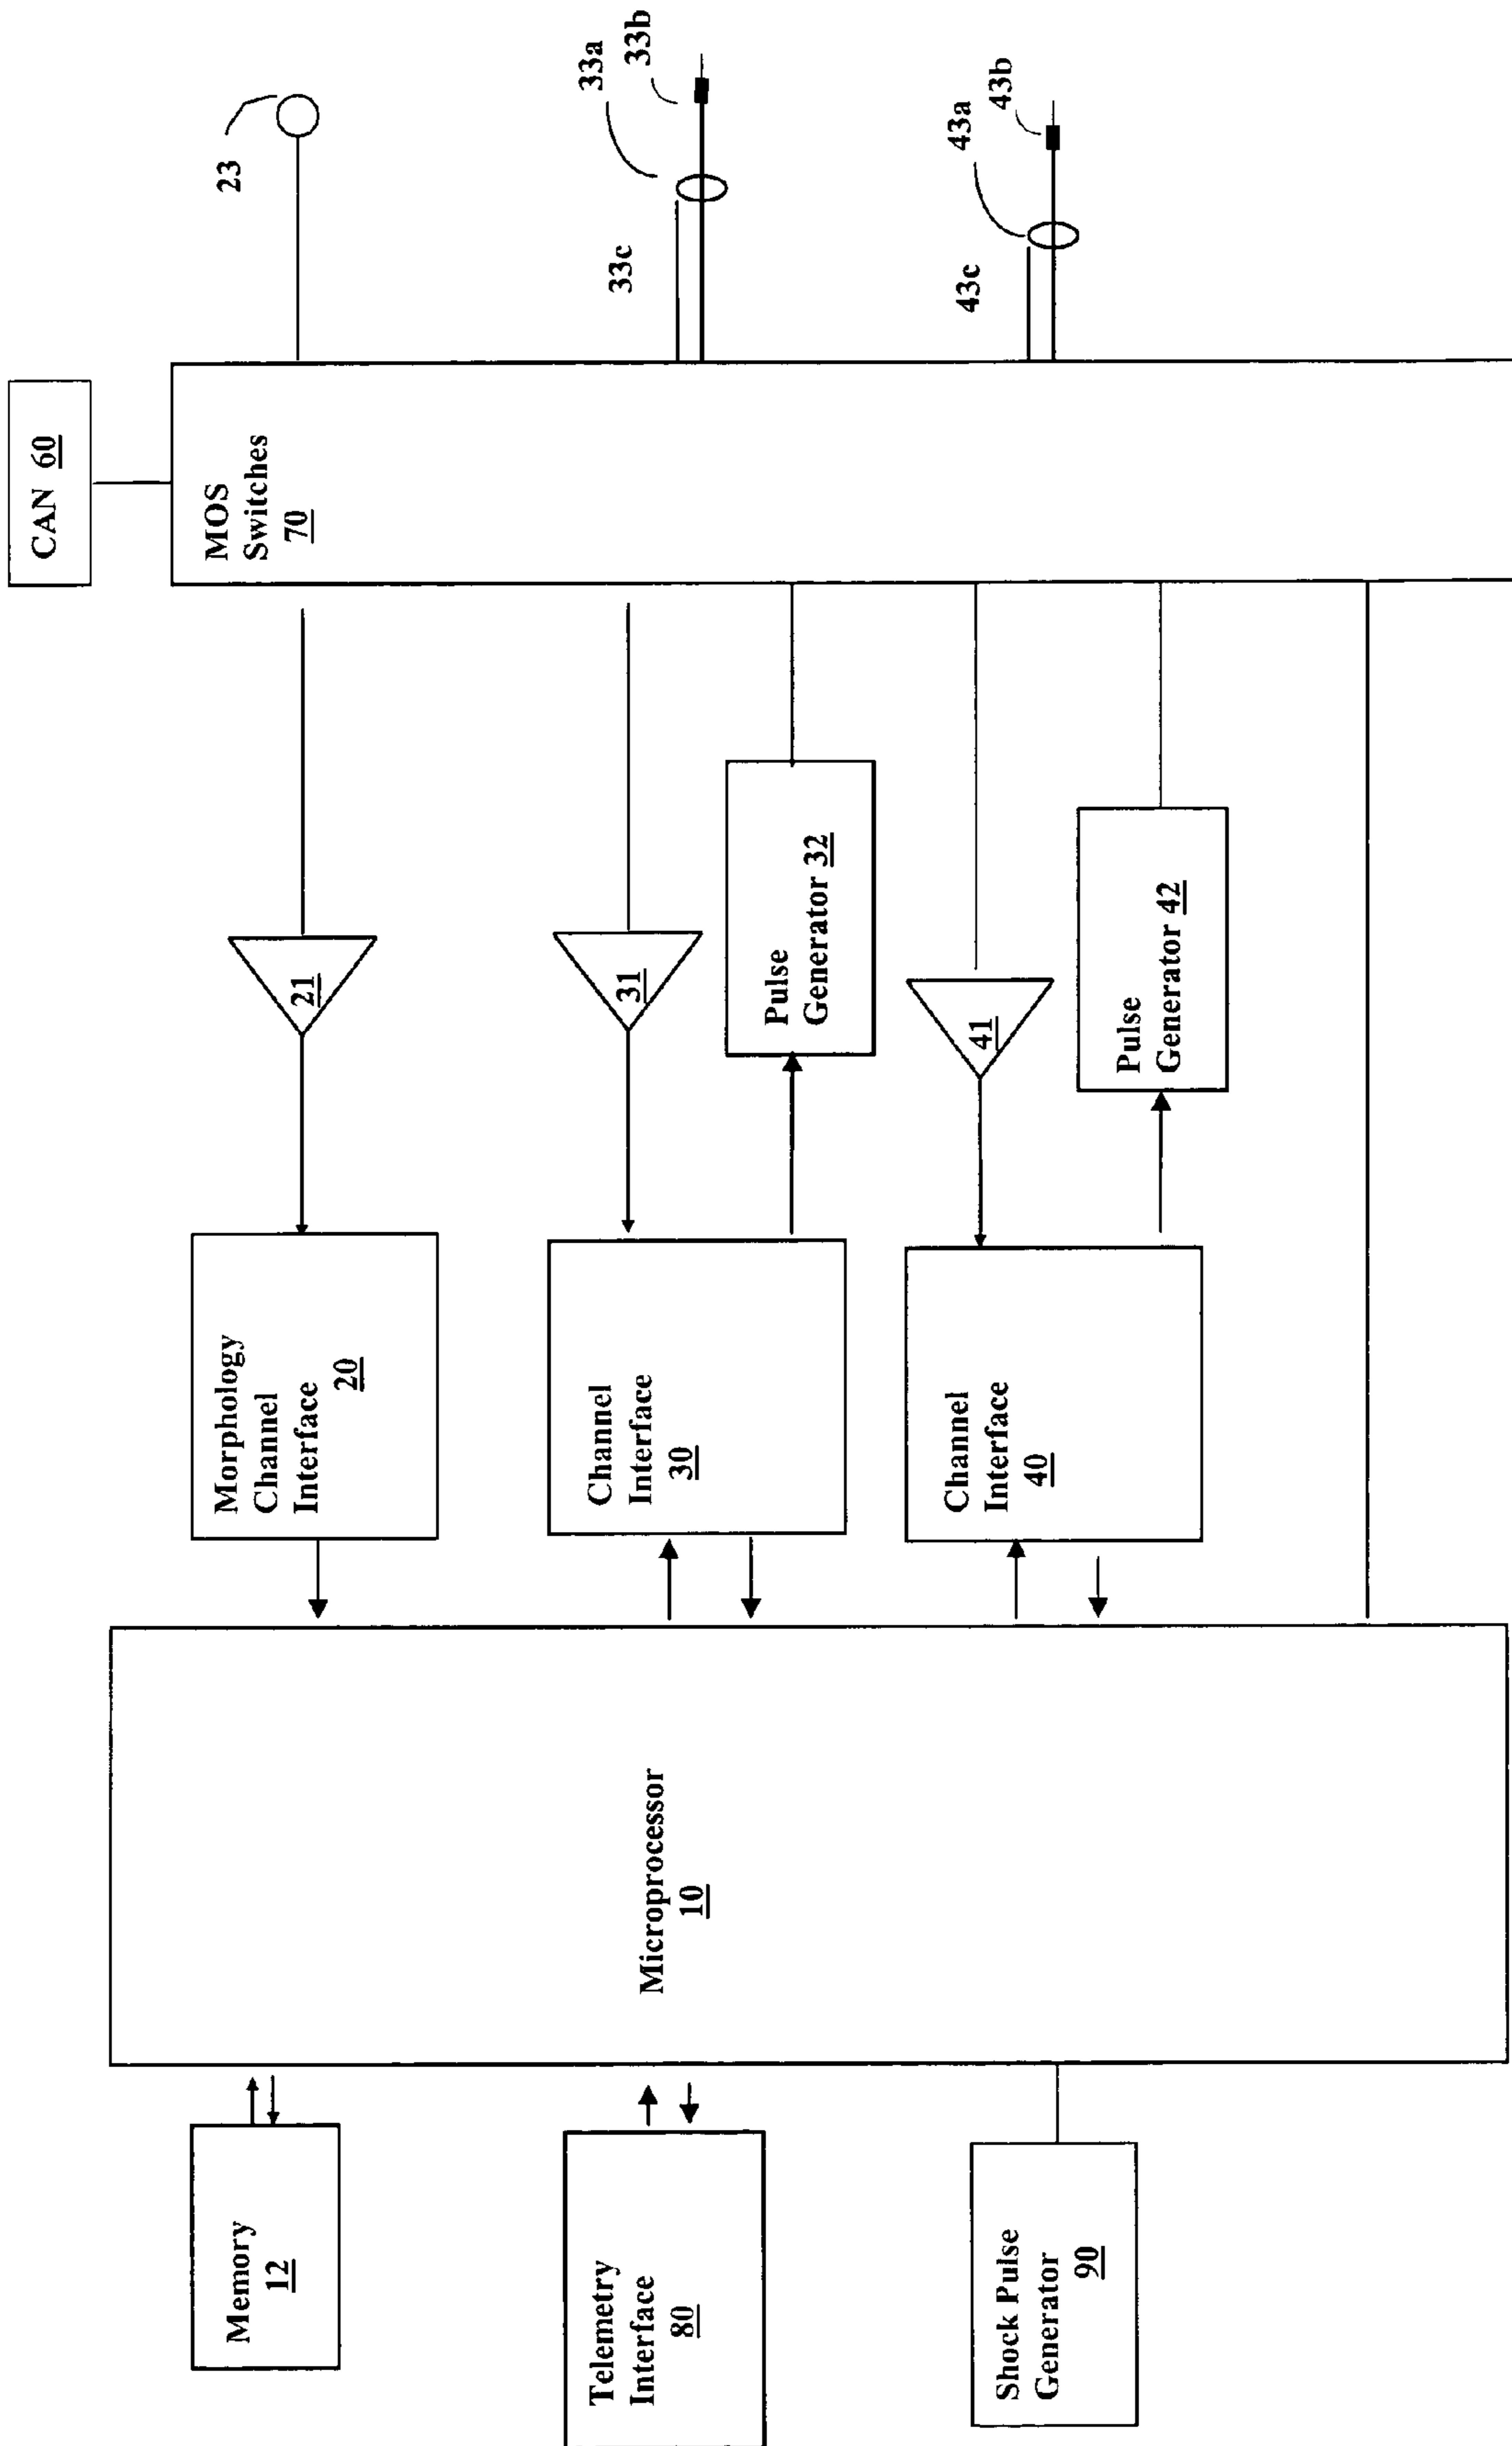 CAN 60
MOS
Switches
70
23
33a
33b
33c
43a
43b
43c
21
31
Pulse
Generator 32
41
Pulse
Generator 42
Morphology
Channel
Interface
20
Channel
Interface
30
Channel
Interface
40
Microprocessor
10
Memory
12
Telemetry
Interface
80
Shock Pulse
Generator
90